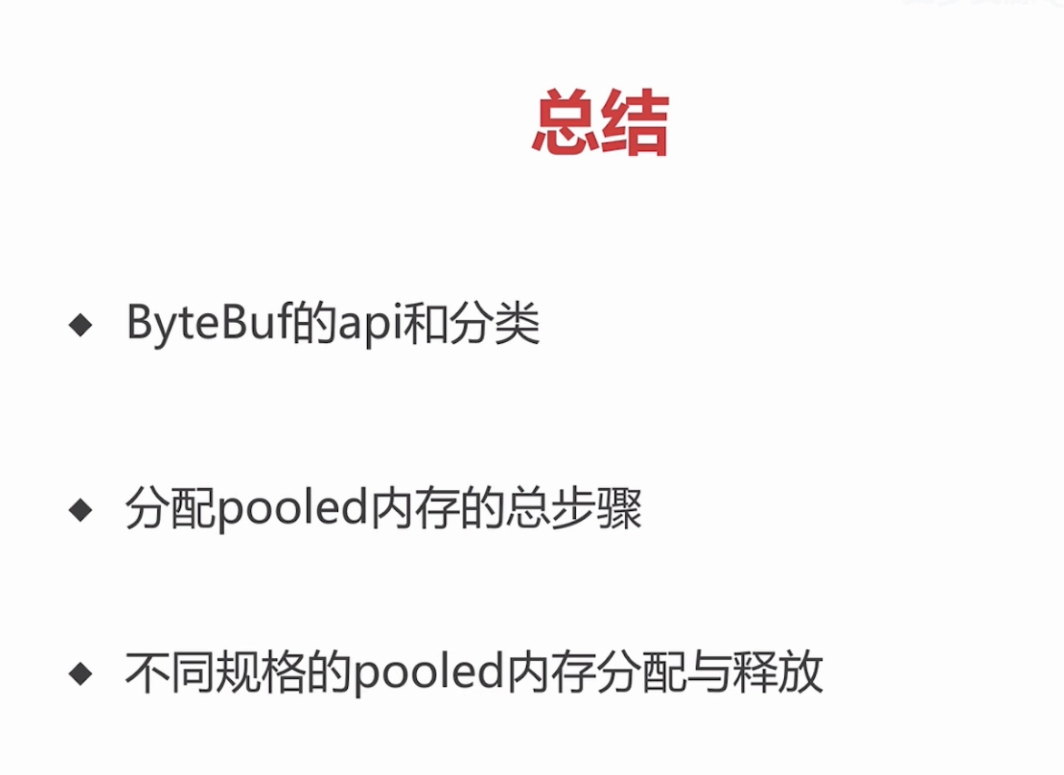 总结
ByteBuf的api和分类
分配pooled内存的总步骤
不同规格的pooled内存分配与释放